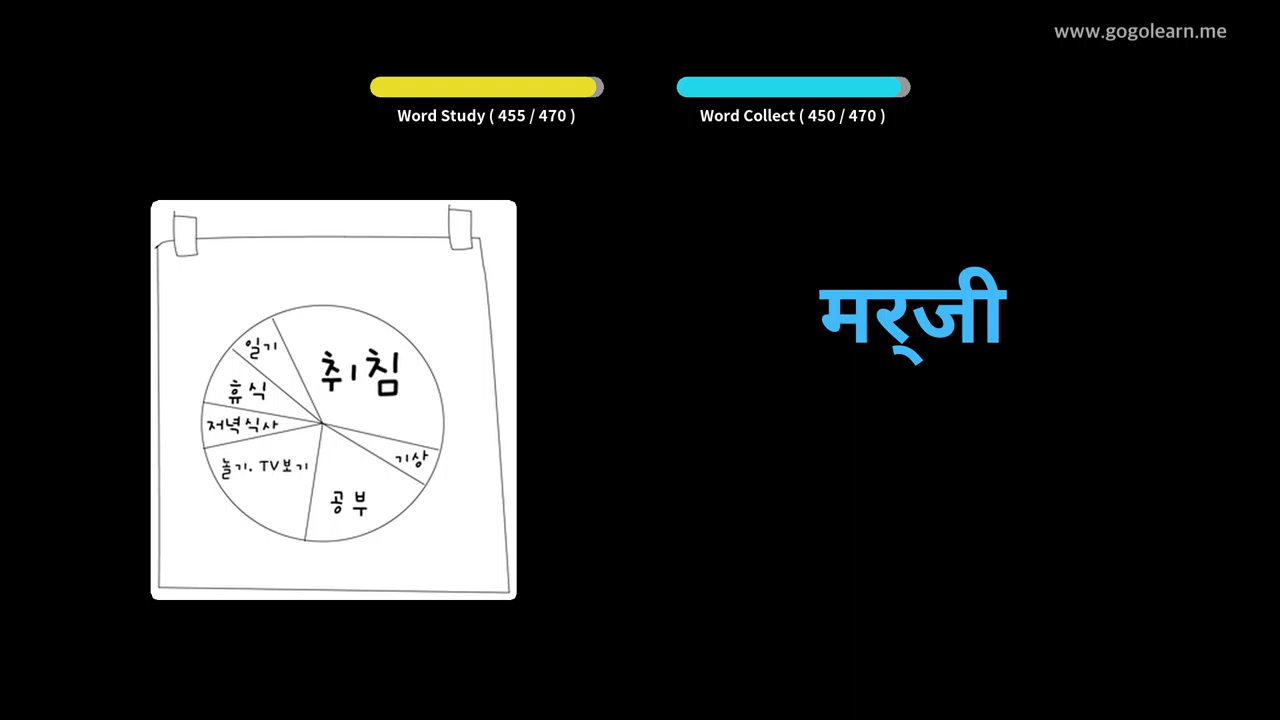 www.gogolearn.me
Word Study ( 455 / 470 )
Word Collect ( 450 / 470 )
मर्‌जी
일기
취침
휴식
저녁식사
기상
놀기. TV보기
공부